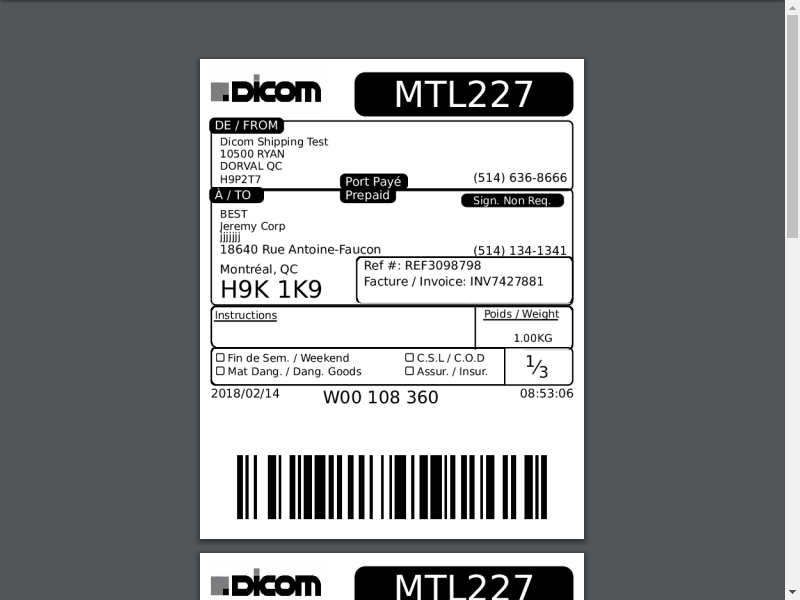 Dicom
MTL227
DE / FROM
Dicom Shipping Test
10500 RYAN
DORVAL QC
H9P2T7
(514) 636-8666
Port Payé
Prepaid
À / TO
Sign. Non Req.
BEST
Jeremy Corp
jjjjjjj
18640 Rue Antoine-Faucon
(514) 134-1341
Montréal, QC
H9K 1K9
Ref #: REF3098798
Facture / Invoice: INV7427881
Instructions
Poids / Weight
1.00KG
Fin de Sem. / Weekend
C.S.L / C.O.D
Mat Dang. / Dang. Goods
Assur. / Insur.
1/3
2018/02/14
W00 108 360
08:53:06
Dicom
MTL227